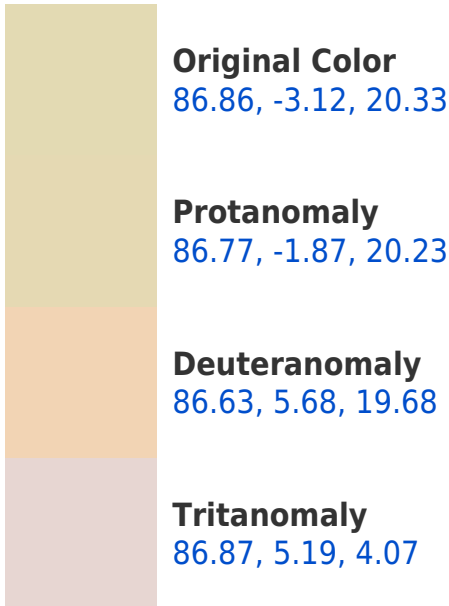 Original Color
86.86, -3.12, 20.33
Protanomaly
86.77, -1.87, 20.23
Deuteranomaly
86.63, 5.68, 19.68
Tritanomaly
86.87, 5.19, 4.07